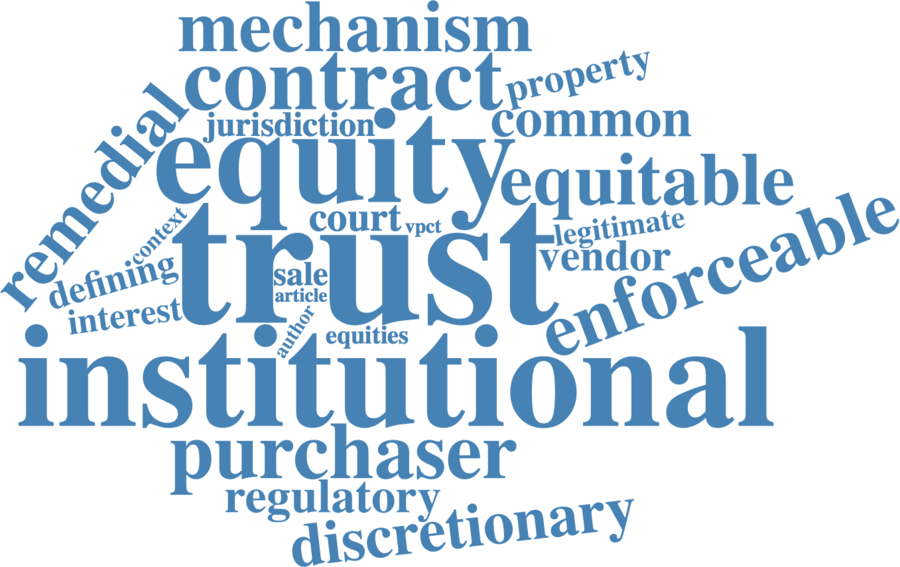 mechanism
contract
property
remedial
jurisdiction
common
equity
equitable
court
vpct
legitimate
context
trust
vendor
enforceable
defining
sale
article
interest
author
equities
institutional
purchaser
regulatory
discretionary